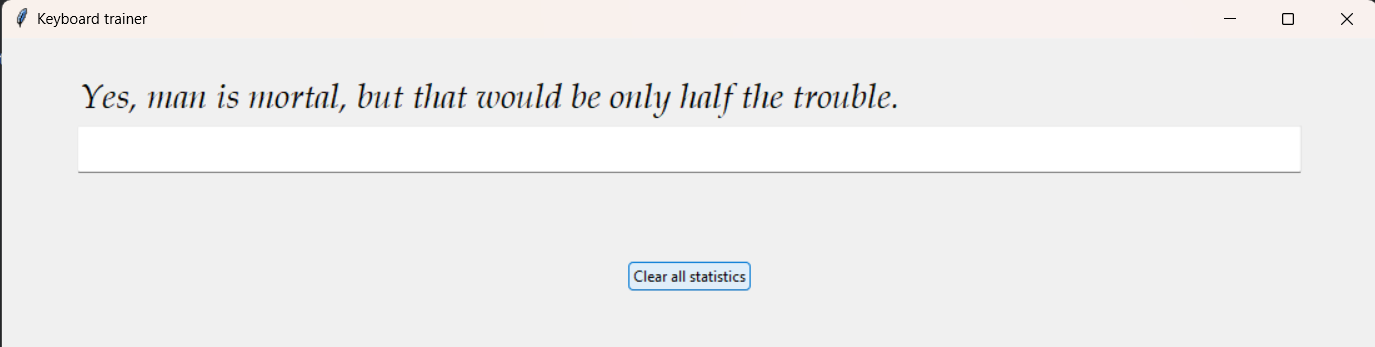 Keyboard trainer
Yes, man is mortal, but that would be only half the trouble.
Clear all statistics